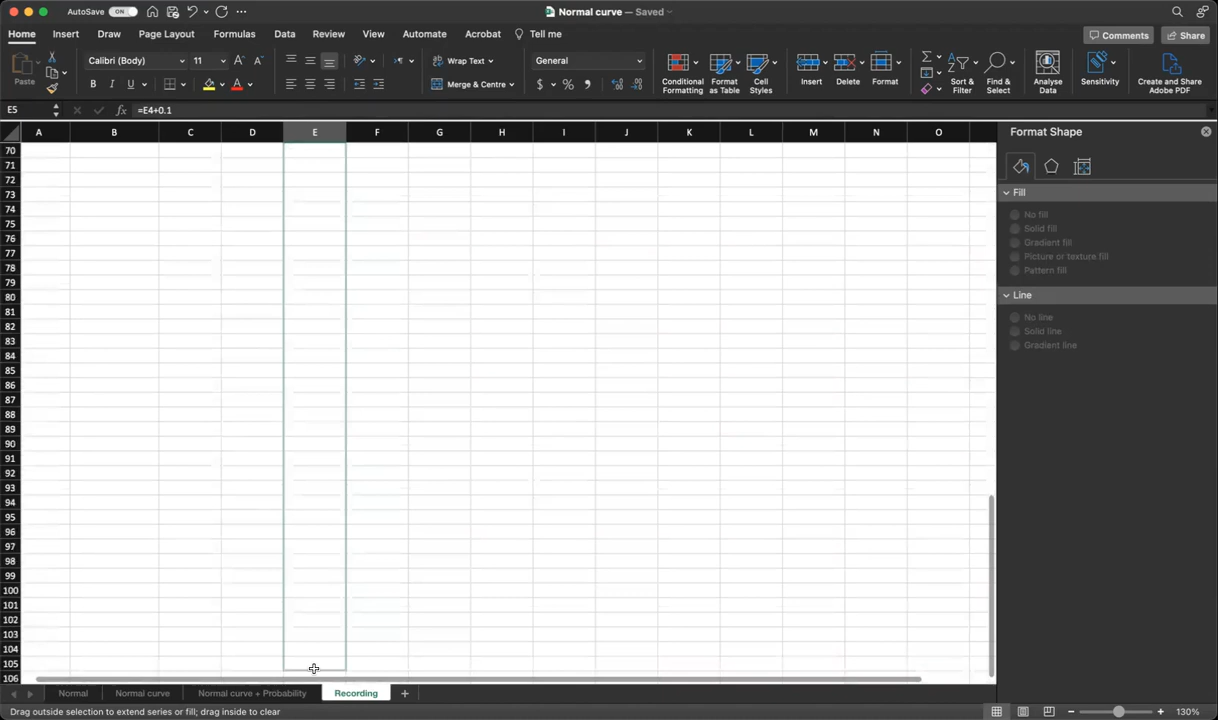 AutoSave ON Normal curve — Saved
Home Insert Draw Page Layout Formulas Data Review View Automate Acrobat Tell me Comments Share
Paste Calibri (Body) 11 Wrap Text General Conditional Formatting Format as Table Cell Styles Insert Delete Format Sort & Filter Find & Select Analyse Data Sensitivity Create and Share Adobe PDF
B I U Merge & Centre $ %
E5 fx =E4+0.1
A B C D E F G H I J K L M N O
Format Shape
70
71
72
73
74
75
76
77
78
79
80
81
82
83
84
85
86
87
88
89
90
91
92
93
94
95
96
97
98
99
100
101
102
103
104
105
106
Fill
No fill
Solid fill
Gradient fill
Picture or texture fill
Pattern fill
Line
No line
Solid line
Gradient line
Normal Normal curve Normal curve + Probability Recording +
Drag outside selection to extend series or fill; drag inside to clear 130%